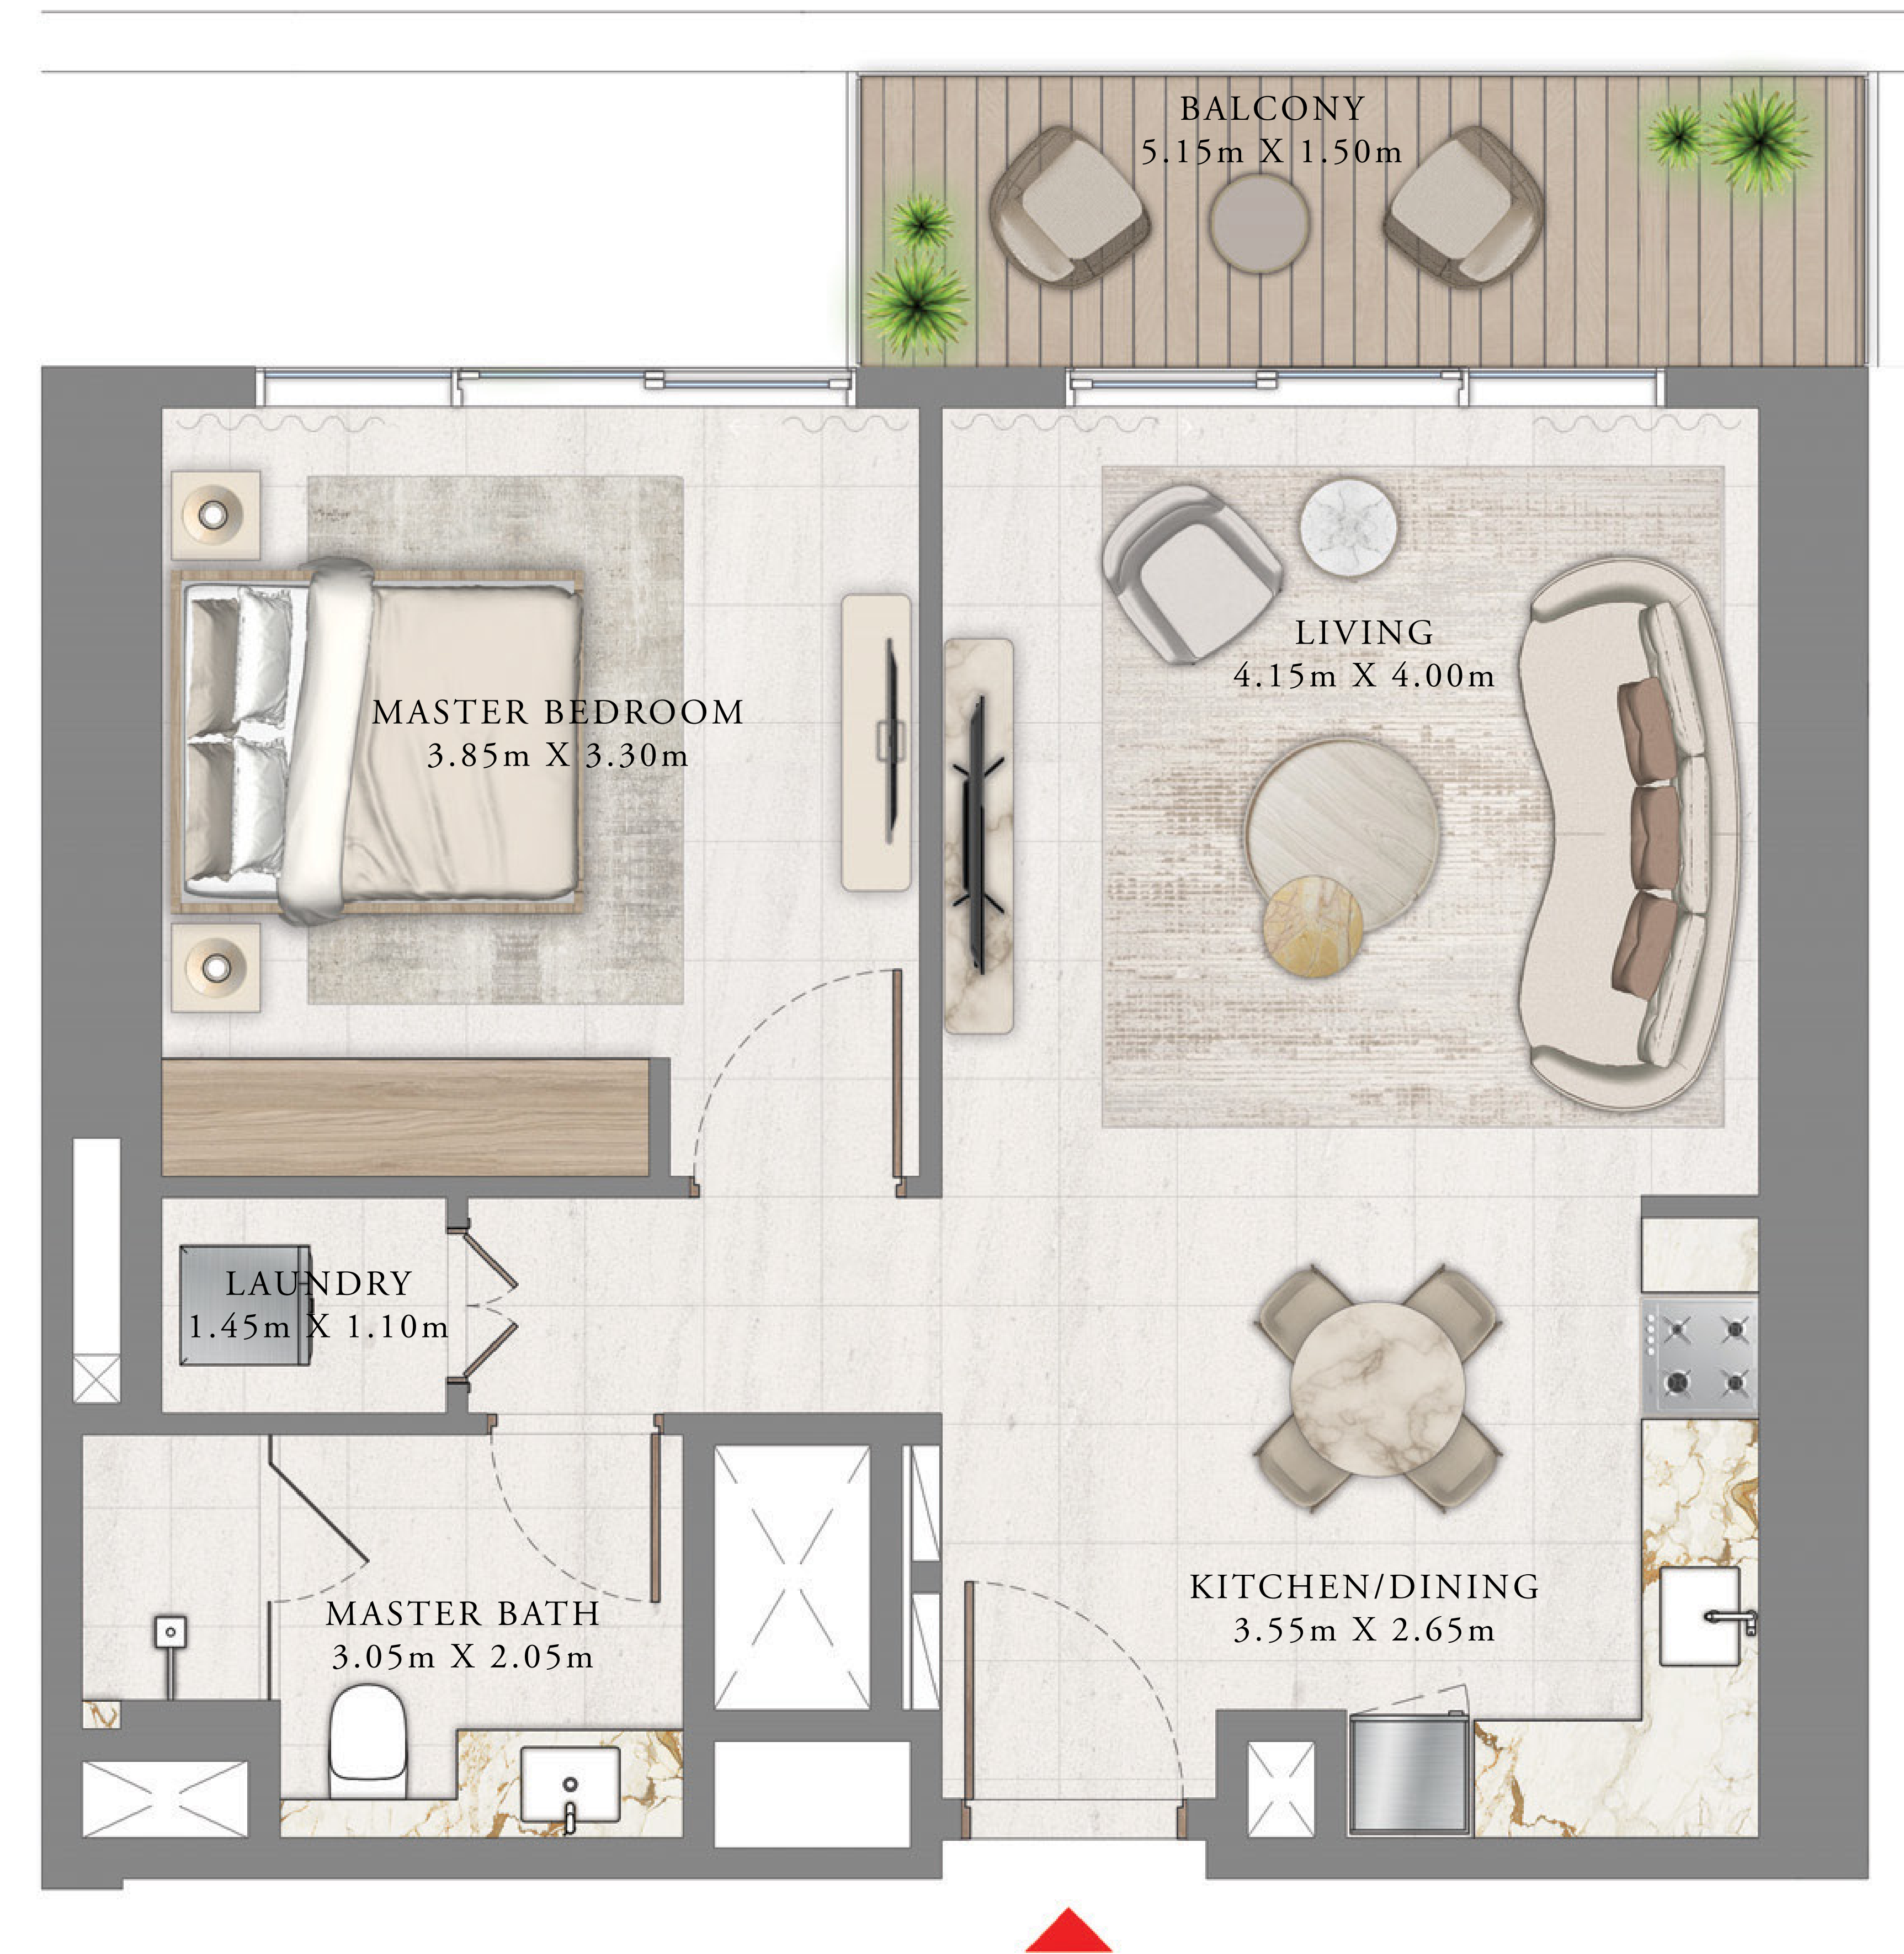 BALCONY
5.15m X 1.50m
LIVING
4.15m X 4.00m
MASTER BEDROOM
3.85m X 3.30m
LAUNDRY
1.45m X 1.10m
KITCHEN/DINING
3.55m X 2.65m
MASTER BATH
3.05m X 2.05m